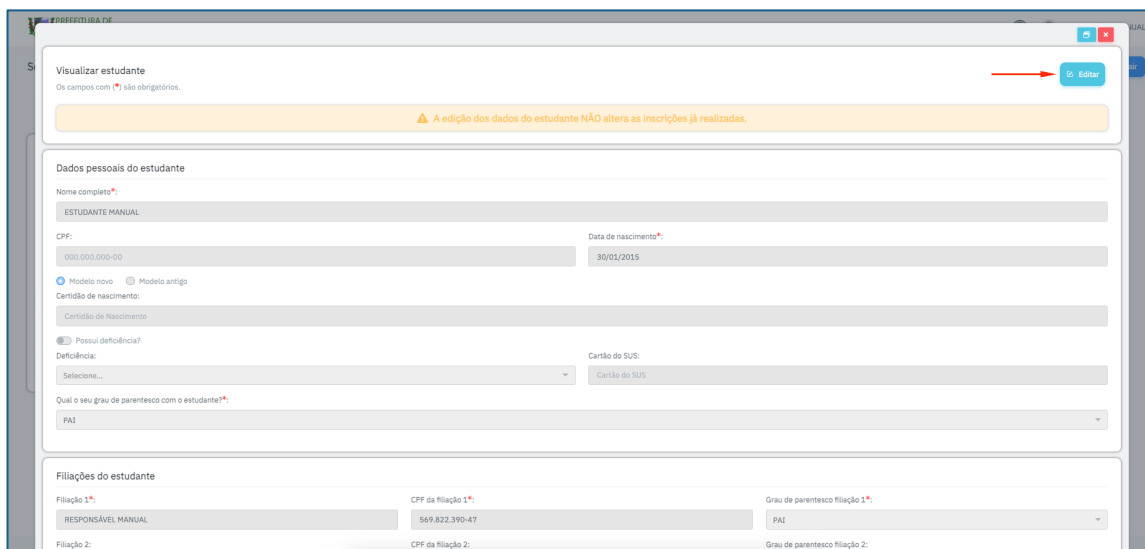 PREFEITURA DE
Visualizar estudante
Os campos com (*) são obrigatórios.
Editar
A edição dos dados do estudante NÃO altera as inscrições já realizadas.
Dados pessoais do estudante
Nome completo*:
ESTUDANTE MANUAL
CPF: Data de nascimento*:
000.000.000-00 30/01/2015
Modelo novo Modelo antigo
Certidão de nascimento:
Certidão de Nascimento
Possui deficiência?
Deficiência: Cartão do SUS:
Selecione... Cartão do SUS
Qual o seu grau de parentesco com o estudante?*:
PAI
Filiações do estudante
Filiação 1*: CPF da filiação 1*: Grau de parentesco filiação 1*:
RESPONSÁVEL MANUAL 569.822.390-47 PAI
Filiação 2: CPF da filiação 2: Grau de parentesco filiação 2: